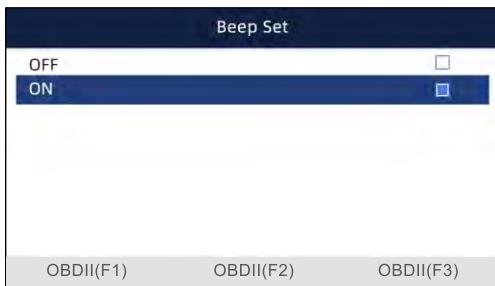 Beep Set
OFF
ON
OBDII(F1) OBDII(F2) OBDII(F3)